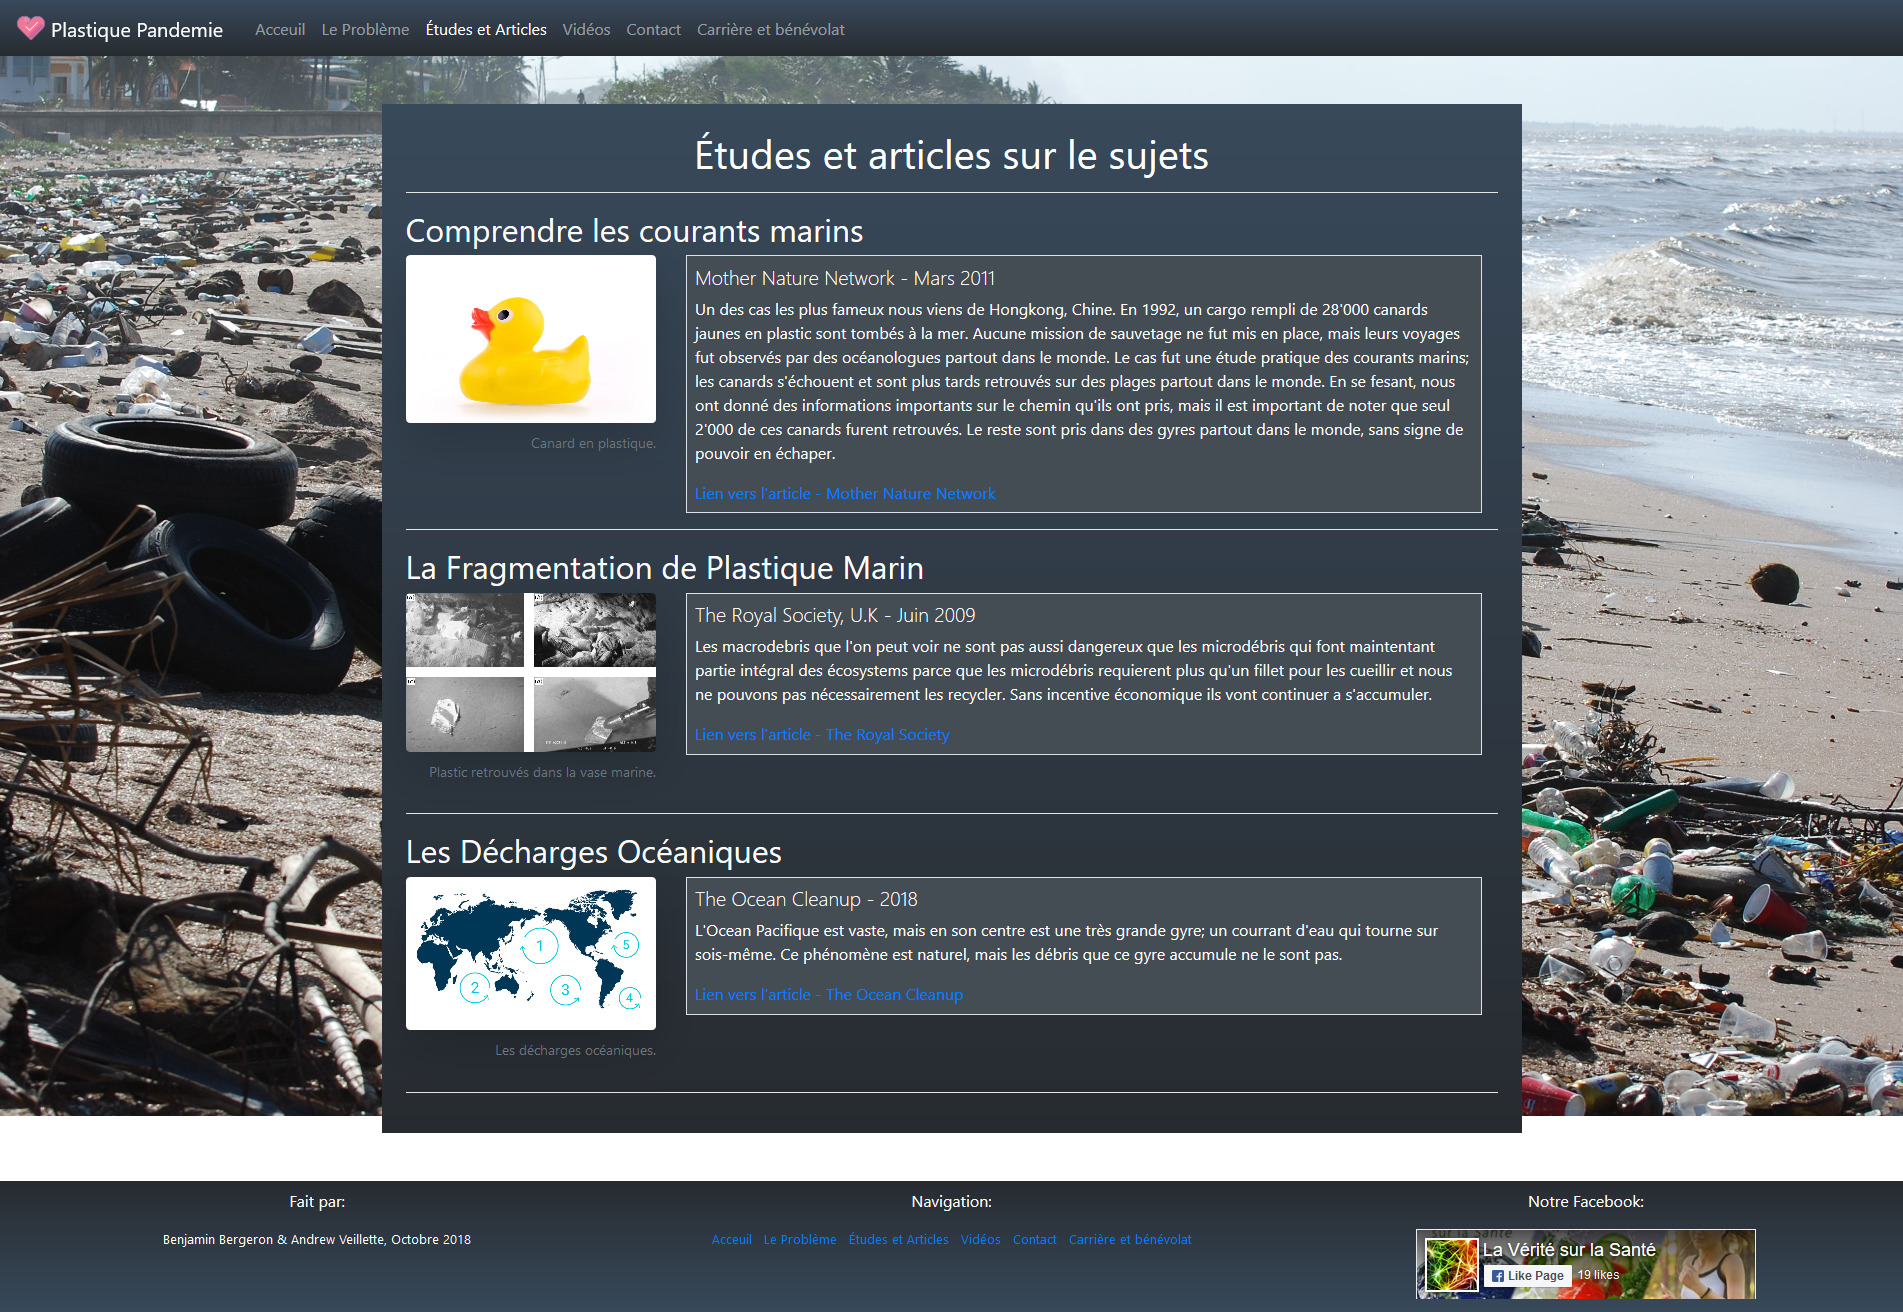 Plastique Pandemie
Acceuil Le Problème Études et Articles Vidéos Contact Carrière et bénévolat
Études et articles sur le sujets
Comprendre les courants marins
Canard en plastique.
Mother Nature Network - Mars 2011
Un des cas les plus fameux nous viens de Hongkong, Chine. En 1992, un cargo rempli de 28'000 canards
jaunes en plastic sont tombés à la mer. Aucune mission de sauvetage ne fut mis en place, mais leurs voyages
fut observés par des océanologues partout dans le monde. Le cas fut une étude pratique des courants marins;
les canards s'échouent et sont plus tards retrouvés sur des plages partout dans le monde. En se fesant, nous
ont donné des informations importants sur le chemin qu'ils ont pris, mais il est important de noter que seul
2'000 de ces canards furent retrouvés. Le reste sont pris dans des gyres partout dans le monde, sans signe de
pouvoir en échaper.
Lien vers l'article - Mother Nature Network
La Fragmentation de Plastique Marin
Plastic retrouvés dans la vase marine.
The Royal Society, U.K - Juin 2009
Les macrodebris que l'on peut voir ne sont pas aussi dangereux que les microdébris qui font maintentant
partie intégral des écosystems parce que les microdébris requierent plus qu'un fillet pour les cueillir et nous
ne pouvons pas nécessairement les recycler. Sans incentive économique ils vont continuer a s'accumuler.
Lien vers l'article - The Royal Society
Les Décharges Océaniques
1
5
2
3
4
Les décharges océaniques.
The Ocean Cleanup - 2018
L'Ocean Pacifique est vaste, mais en son centre est une très grande gyre; un courrant d'eau qui tourne sur
sois-même. Ce phénomène est naturel, mais les débris que ce gyre accumule ne le sont pas.
Lien vers l'article - The Ocean Cleanup
Fait par:
Benjamin Bergeron & Andrew Veillette, Octobre 2018
Navigation:
Acceuil Le Problème Études et Articles Vidéos Contact Carrière et bénévolat
Notre Facebook:
sur la Santé
La Vérité sur la Santé
Like Page 19 likes